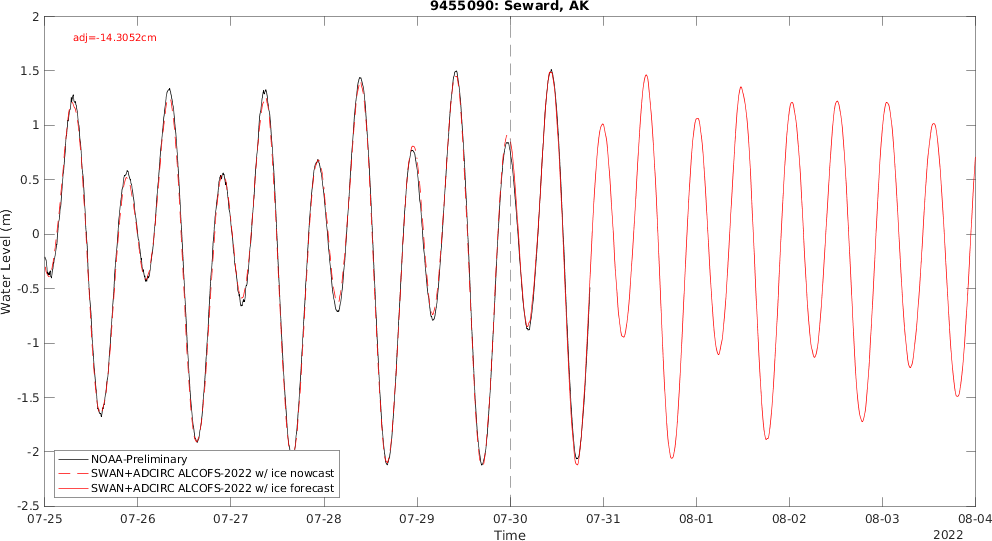 9455090: Seward, AK
adj=-14.3052cm
2
1.5
1
0.5
0
-0.5
-1
-1.5
-2
-2.5
Water Level (m)
NOAA-Preliminary
SWAN+ADCIRC ALCOFS-2022 w/ ice nowcast
SWAN+ADCIRC ALCOFS-2022 w/ ice forecast
07-25 07-26 07-27 07-28 07-29 07-30 07-31 08-01 08-02 08-03 08-04
Time
2022